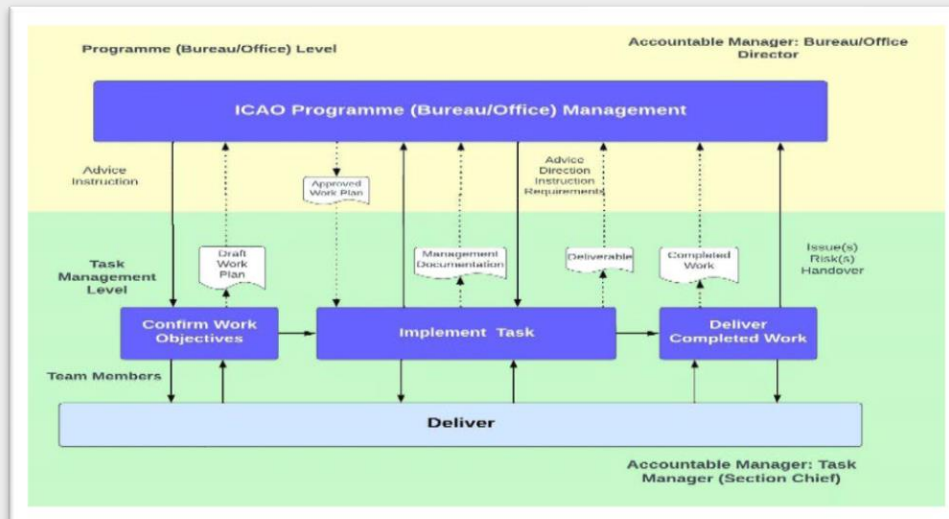 Programme (Bureau/Office) Level
Accountable Manager: Bureau/Office
Director
ICAO Programme (Bureau/Office) Management
Advice
Instruction
Approved
Work Plan
Advice
Direction
Instruction
Requirements
Task
Management
Level
Draft
Work
Plan
Management
Documentation
Deliverable
Completed
Work
Issue(s)
Risk(s)
Handover
Confirm Work
Objectives
Implement Task
Deliver
Completed Work
Team Members
Deliver
Accountable Manager: Task
Manager (Section Chief)